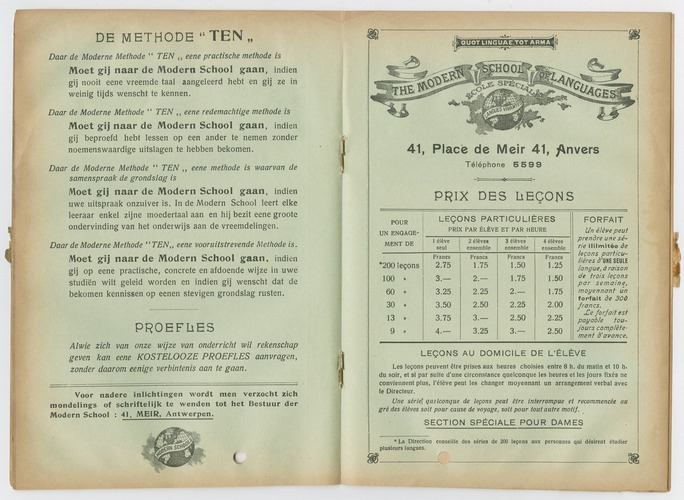 DE METHODE " TEN „
Daar de Moderne Methode " TEN „ eene practische methode is
Moet gij naar de Modern School gaan, indien
gij nooit eene vreemde taal aangeleerd hebt en gij ze in
weinig tijds wenscht te kennen.
Daar de Moderne Methode " TEN „ eene redemachtige methode is
Moet gij naar de Modern School gaan, indien
gij beproefd hebt lessen op een ander te nemen zonder
noemenswaardige uitslagen te hebben bekomen.
Daar de Moderne Methode " TEN „ eene methode is waarvan de
samenspraak de grondslag is
Moet gij naar de Modern School gaan, indien
uwe uitspraak onzuiver is. In de Modern School leert elke
leeraar enkel zijne moedertaal aan en hij bezit eene groote
ondervinding van het onderwijs aan de vreemdelingen.
Daar de Moderne Methode "TEN„ eene vooruitstrevende Methode is.
Moet gij naar de Modern School gaan, indien
gij op eene practische, concrete en afdoende wijze in uwe
studiën wilt geleid worden en indien gij wenscht dat de
bekomen kennissen op eenen stevigen grondslag rusten.
PROEFLES
Alwie zich van onze wijze van onderricht wil rekenschap
geven kan eene KOSTELOOZE PROEFLES aanvragen,
zonder daarom eenige verbintenis aan te gaan.
Voor nadere inlichtingen wordt men verzocht zich
mondelings of schriftelijk te wenden tot het Bestuur der
Modern School : 41, MEIR, Antwerpen.
MODERN SCHOOL
QUOT LINGUAE TOT ARMA
THE MODERN SCHOOL OF LANGUAGES
ÉCOLE SPÉCIALE
LANGUES VIVANTES
41, Place de Meir 41, Anvers
Téléphone 5599
PRIX DES LEÇONS
POUR UN ENGAGE-MENT DE | LEÇONS PARTICULIÈRES | FORFAIT
PRIX PAR ÉLÈVE ET PAR HEURE
1 élève seul | 2 élèves ensemble | 3 élèves ensemble | 4 élèves ensemble
Francs | Francs | Francs | Francs
*200 leçons 2.75 1.75 1.50 1.25
100 » 3.— 2.— 1.75 1.50
60 » 3.25 2.25 2.— 1.75
30 » 3.50 2.50 2.25 2.00
13 » 3.75 3.— 2.50 2.25
9 » 4.— 3.25 3.— 2.50
Un élève peut
prendre une sé-
rie illimitée de
leçons particu-
lières d'UNE SEULE
langue, à raison
de trois leçons
par semaine,
moyennant un
forfait de 300
francs.
Le forfait est
payable tou-
jours complète-
ment d'avance.
LEÇONS AU DOMICILE DE L'ÉLÈVE
Les leçons peuvent être prises aux heures choisies entre 8 h. du matin et 10 h.
du soir, et si par suite d'une circonstance quelconque les heures et les jours fixés ne
conviennent plus, l'élève peut les changer moyennant un arrangement verbal avec
le Directeur.
Une série quelconque de leçons peut être interrompue et recommencée au
gré des élèves soit pour cause de voyage, soit pour tout autre motif.
SECTION SPÉCIALE POUR DAMES
* La Direction conseille des séries de 200 leçons aux personnes qui désirent étudier
plusieurs langues.